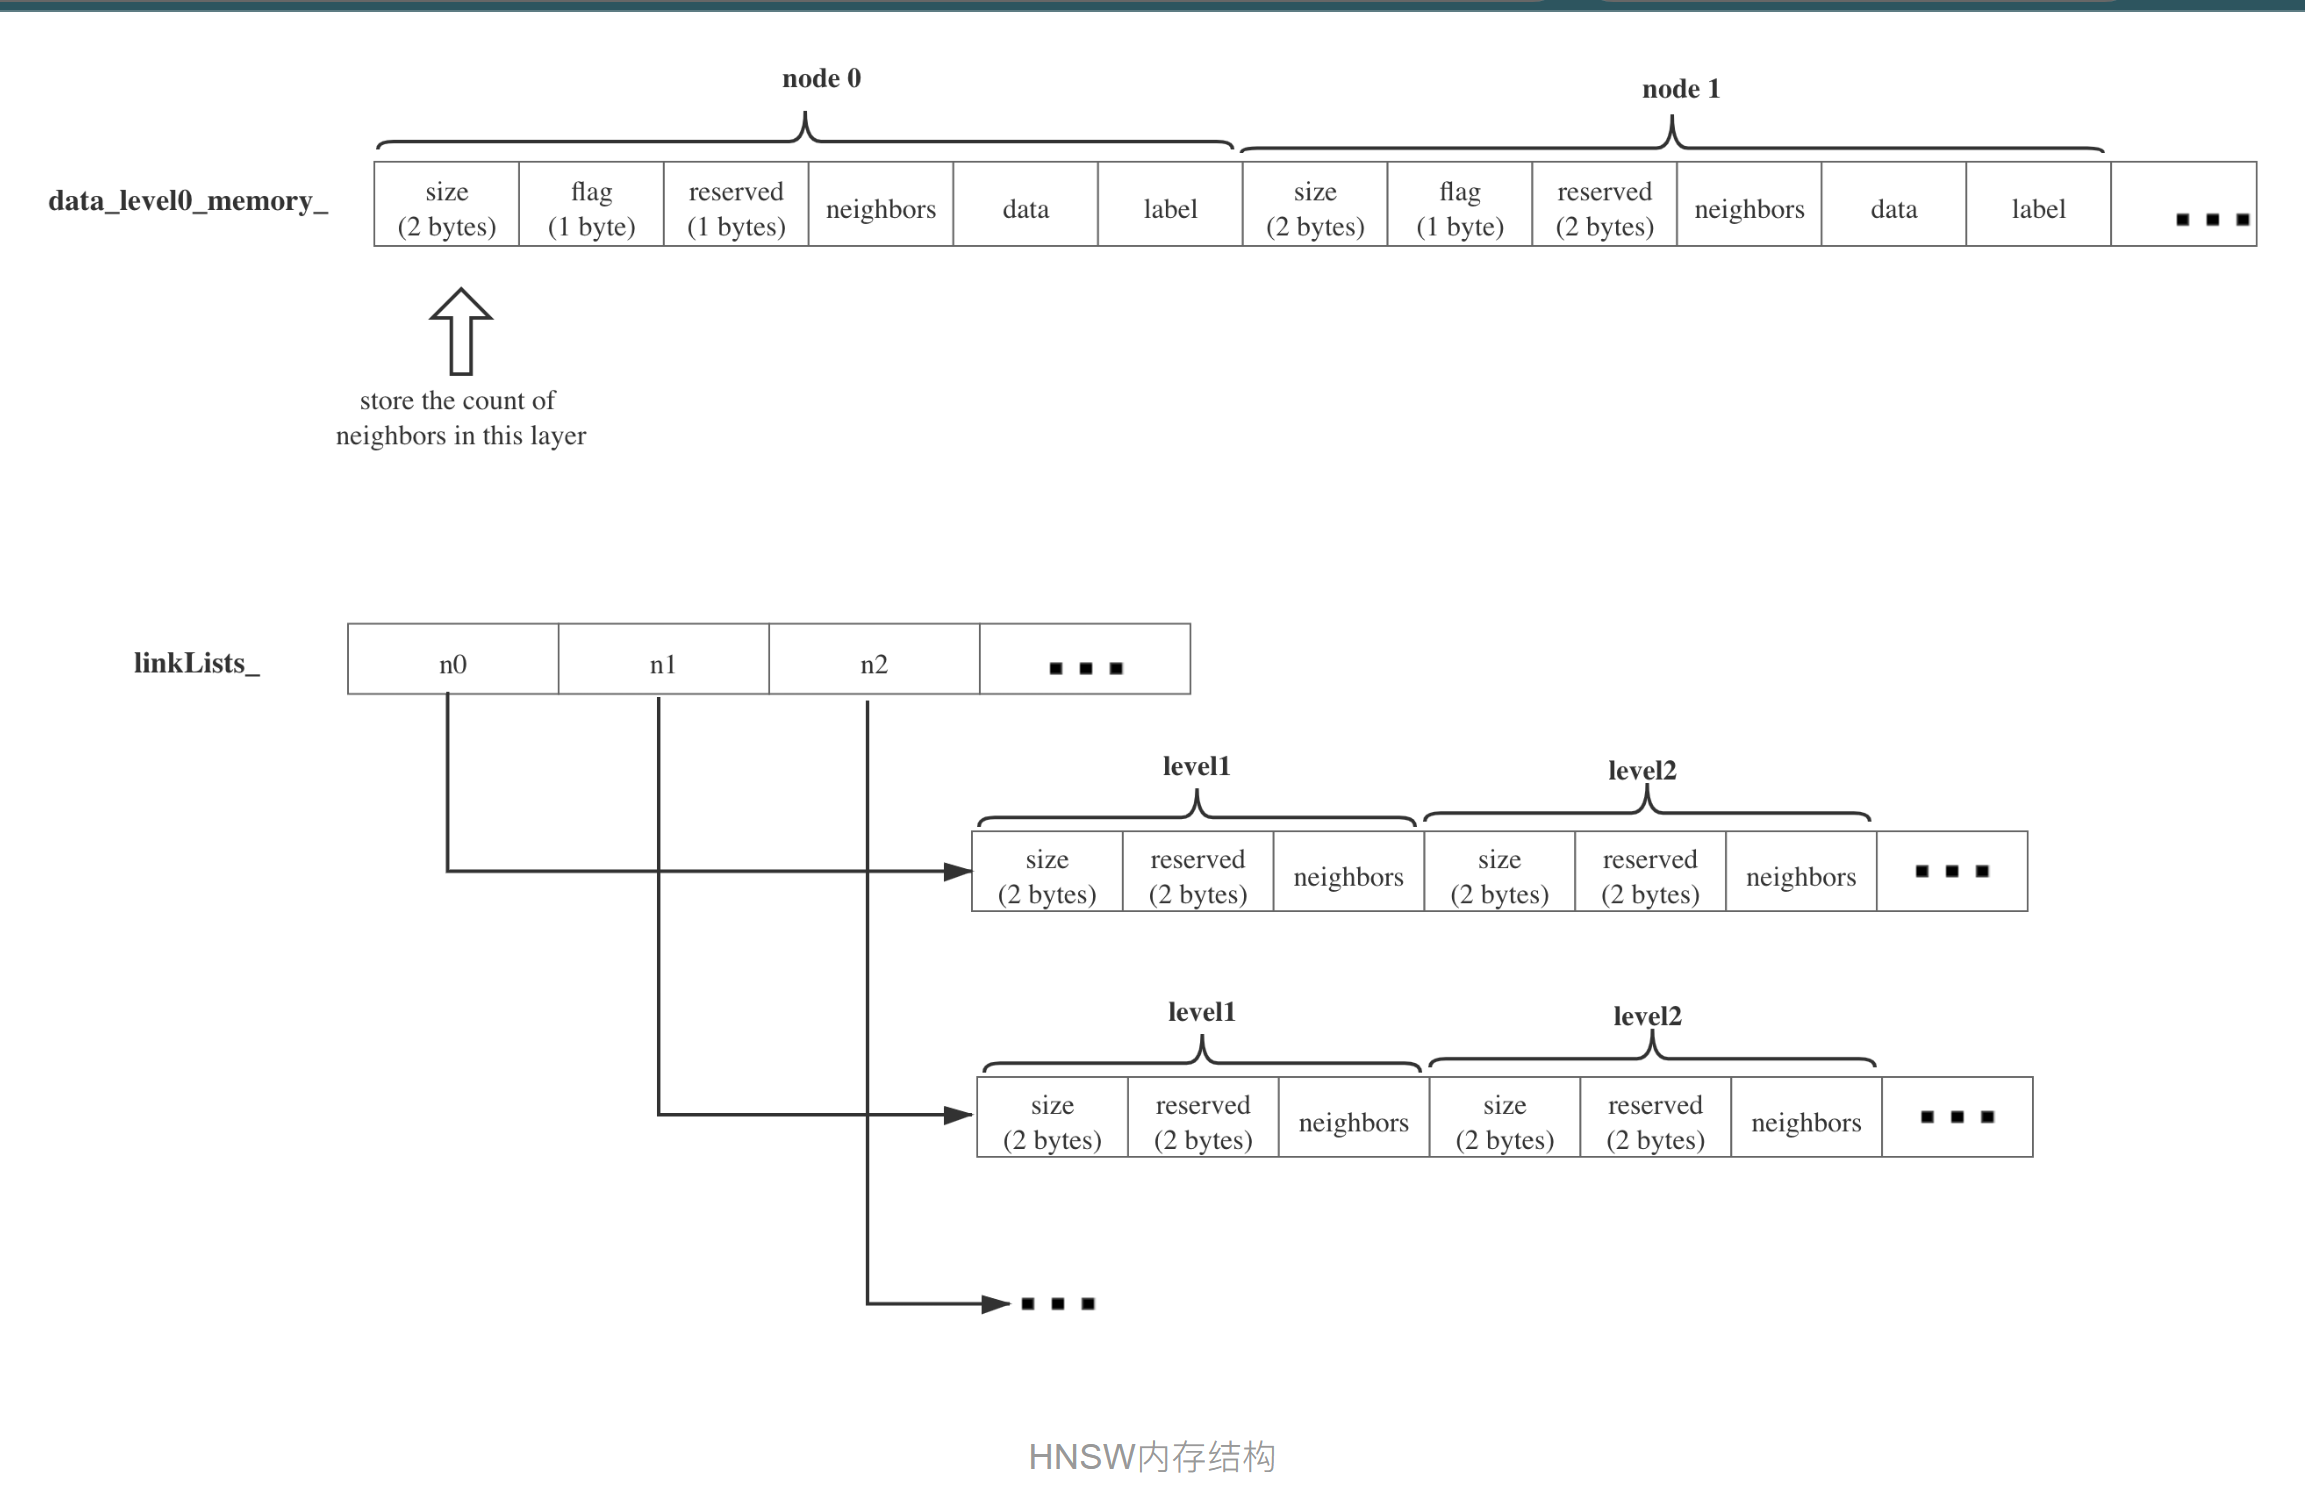 node 0
node 1
data_level0_memory_
size
(2 bytes)
flag
(1 byte)
reserved
(1 bytes)
neighbors
data
label
size
(2 bytes)
flag
(1 byte)
reserved
(2 bytes)
neighbors
data
label
store the count of
neighbors in this layer
linkLists_
n0
n1
n2
level1
level2
size
(2 bytes)
reserved
(2 bytes)
neighbors
size
(2 bytes)
reserved
(2 bytes)
neighbors
level1
level2
size
(2 bytes)
reserved
(2 bytes)
neighbors
size
(2 bytes)
reserved
(2 bytes)
neighbors
HNSW内存结构